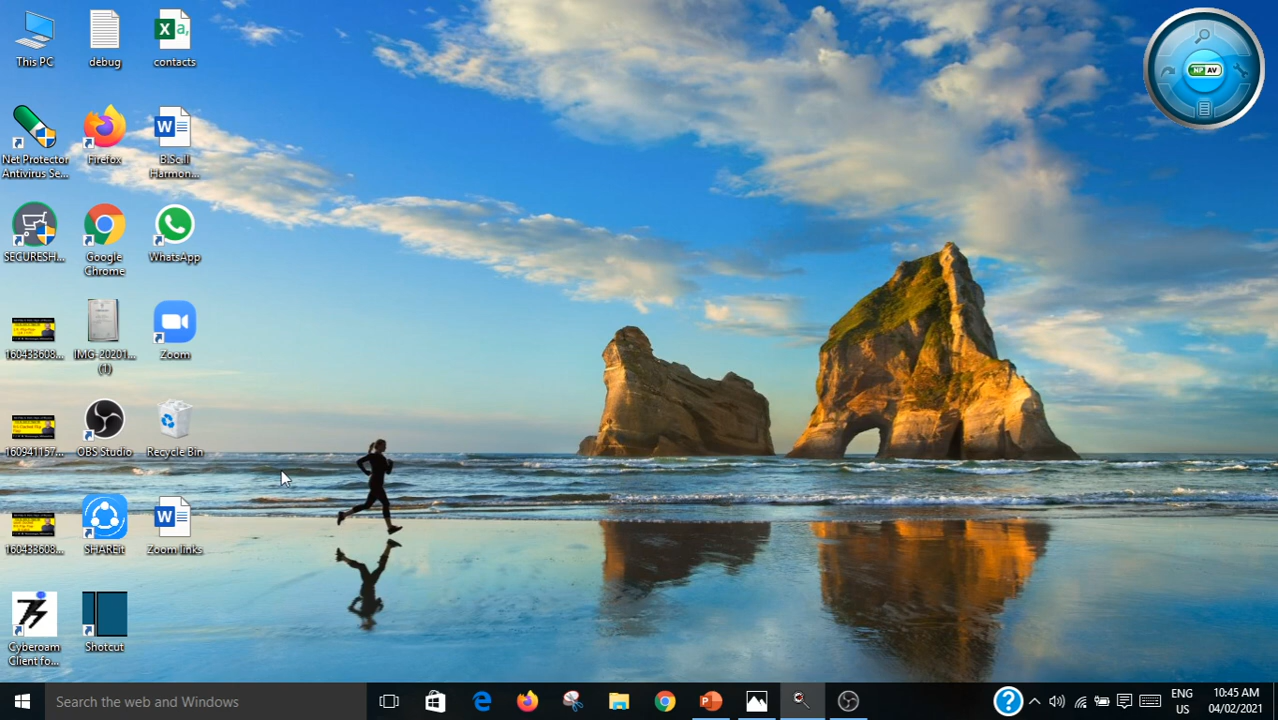 This PC
debug
contacts
Net Protector
Antivirus Se...
Firefox
BlScill
Harmon...
SECURESH...
Google
Chrome
WhatsApp
160433608...
IMG-20201...
(1)
Zoom
160941157...
OBS Studio
Recycle Bin
160433608...
SHAREit
Zoom links
Cyberoam
Client fo...
Shotcut
NP AV
Search the web and Windows
ENG
US
10:45 AM
04/02/2021